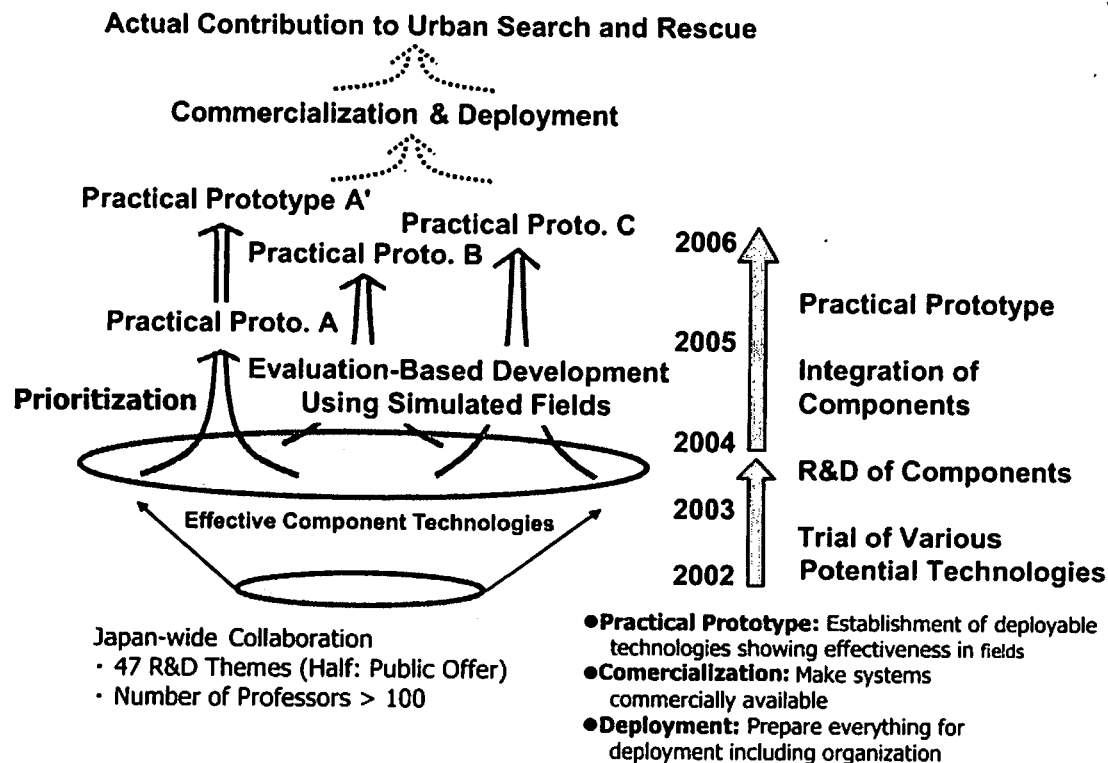 Actual Contribution to Urban Search and Rescue
Commercialization & Deployment
Practical Prototype A'
Practical Proto. C
Practical Proto. B
Practical Proto. A
Evaluation-Based Development
Using Simulated Fields
Prioritization
Effective Component Technologies
2006
Practical Prototype
2005
Integration of
Components
2004
R&D of Components
2003
Trial of Various
Potential Technologies
2002
Japan-wide Collaboration
· 47 R&D Themes (Half: Public Offer)
· Number of Professors > 100
●Practical Prototype: Establishment of deployable
technologies showing effectiveness in fields
●Comercialization: Make systems
commercially available
●Deployment: Prepare everything for
deployment including organization